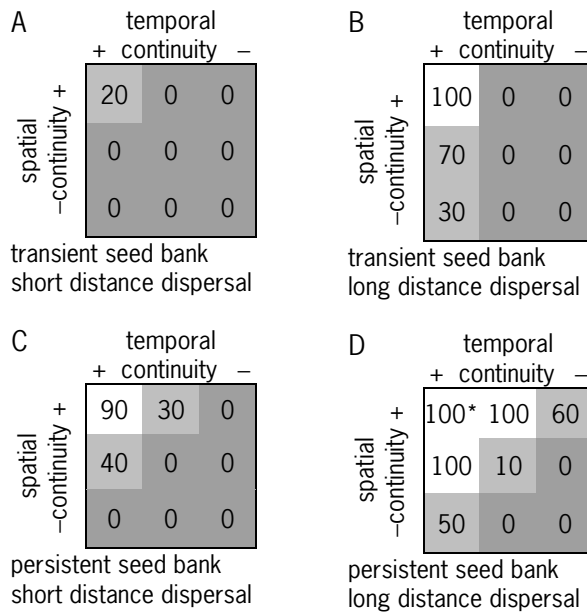 A
temporal
+ continuity −
spatial
−continuity +
20 0 0
0 0 0
0 0 0
transient seed bank
short distance dispersal
B
temporal
+ continuity −
spatial
−continuity +
100 0 0
70 0 0
30 0 0
transient seed bank
long distance dispersal
C
temporal
+ continuity −
spatial
−continuity +
90 30 0
40 0 0
0 0 0
persistent seed bank
short distance dispersal
D
temporal
+ continuity −
spatial
−continuity +
100* 100 60
100 10 0
50 0 0
persistent seed bank
long distance dispersal